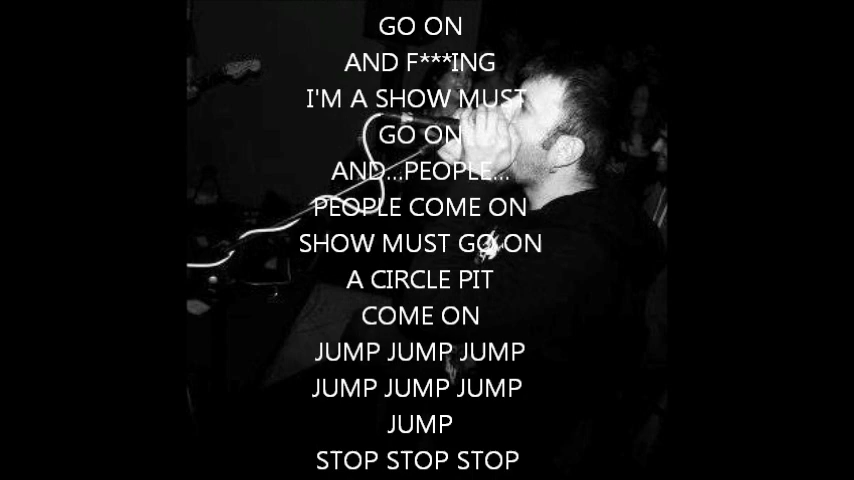 GO ON
AND F***ING
I'M A SHOW MUST
GO ON
AND...PEOPLE...
PEOPLE COME ON
SHOW MUST GO ON
A CIRCLE PIT
COME ON
JUMP JUMP JUMP
JUMP JUMP JUMP
JUMP
STOP STOP STOP